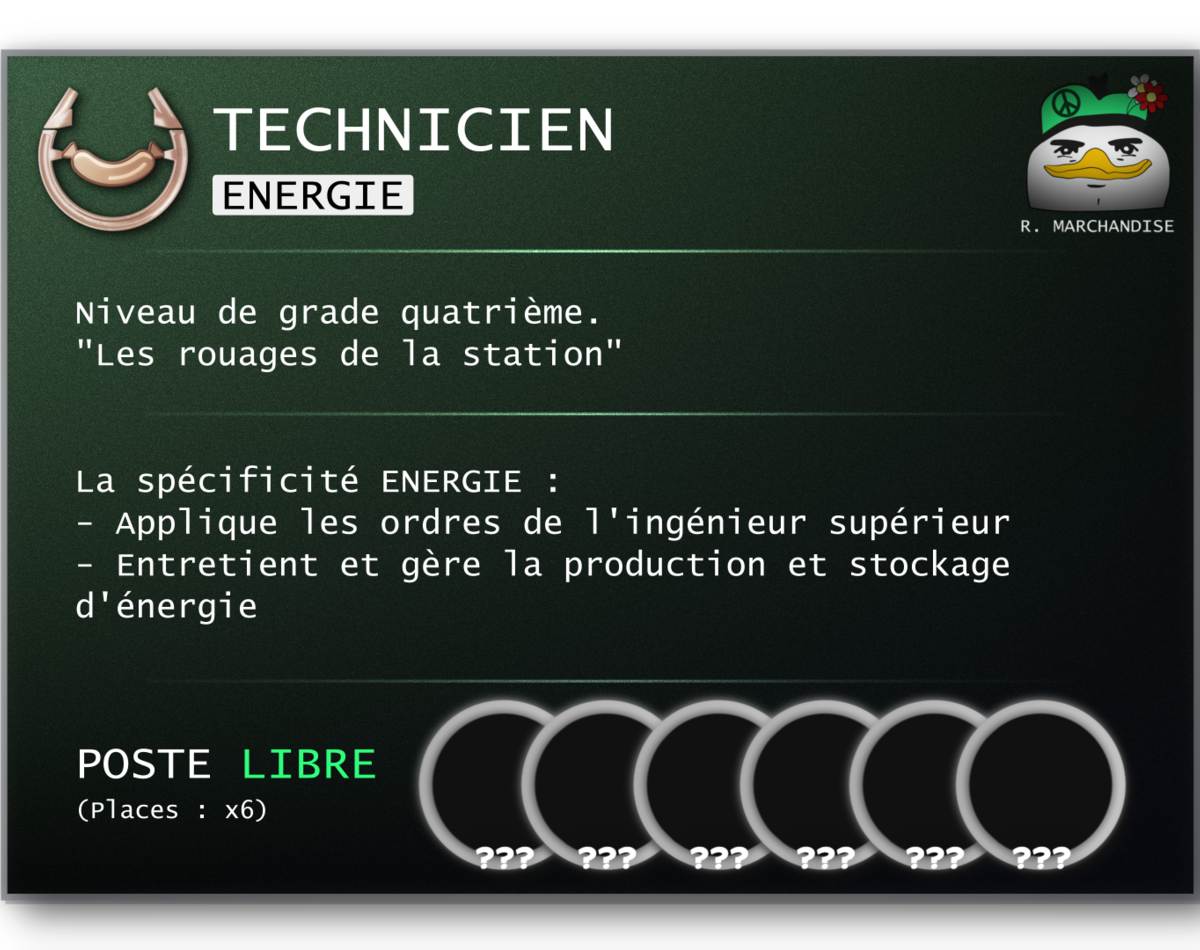 TECHNICIEN
ENERGIE
R. MARCHANDISE
Niveau de grade quatrième.
"Les rouages de la station"
La spécificité ENERGIE :
- Applique les ordres de l'ingénieur supérieur
- Entretient et gère la production et stockage
d'énergie
POSTE LIBRE
(Places : x6)
??? ??? ??? ??? ??? ???